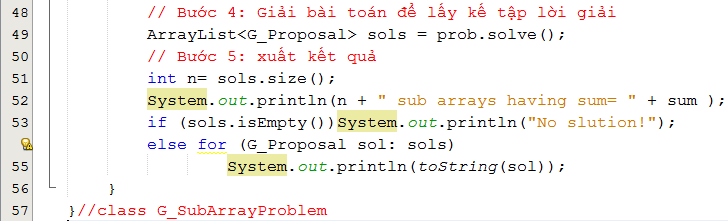 48 // Bước 4: Giải bài toán để lấy kế tập lời giải
49 ArrayList<G_Proposal> sols = prob.solve();
50 // Bước 5: xuất kết quả
51 int n= sols.size();
52 System.out.println(n + " sub arrays having sum= " + sum );
53 if (sols.isEmpty())System.out.println("No slution!");
else for (G_Proposal sol: sols)
55 System.out.println(toString(sol));
56 }
57 }//class G_SubArrayProblem